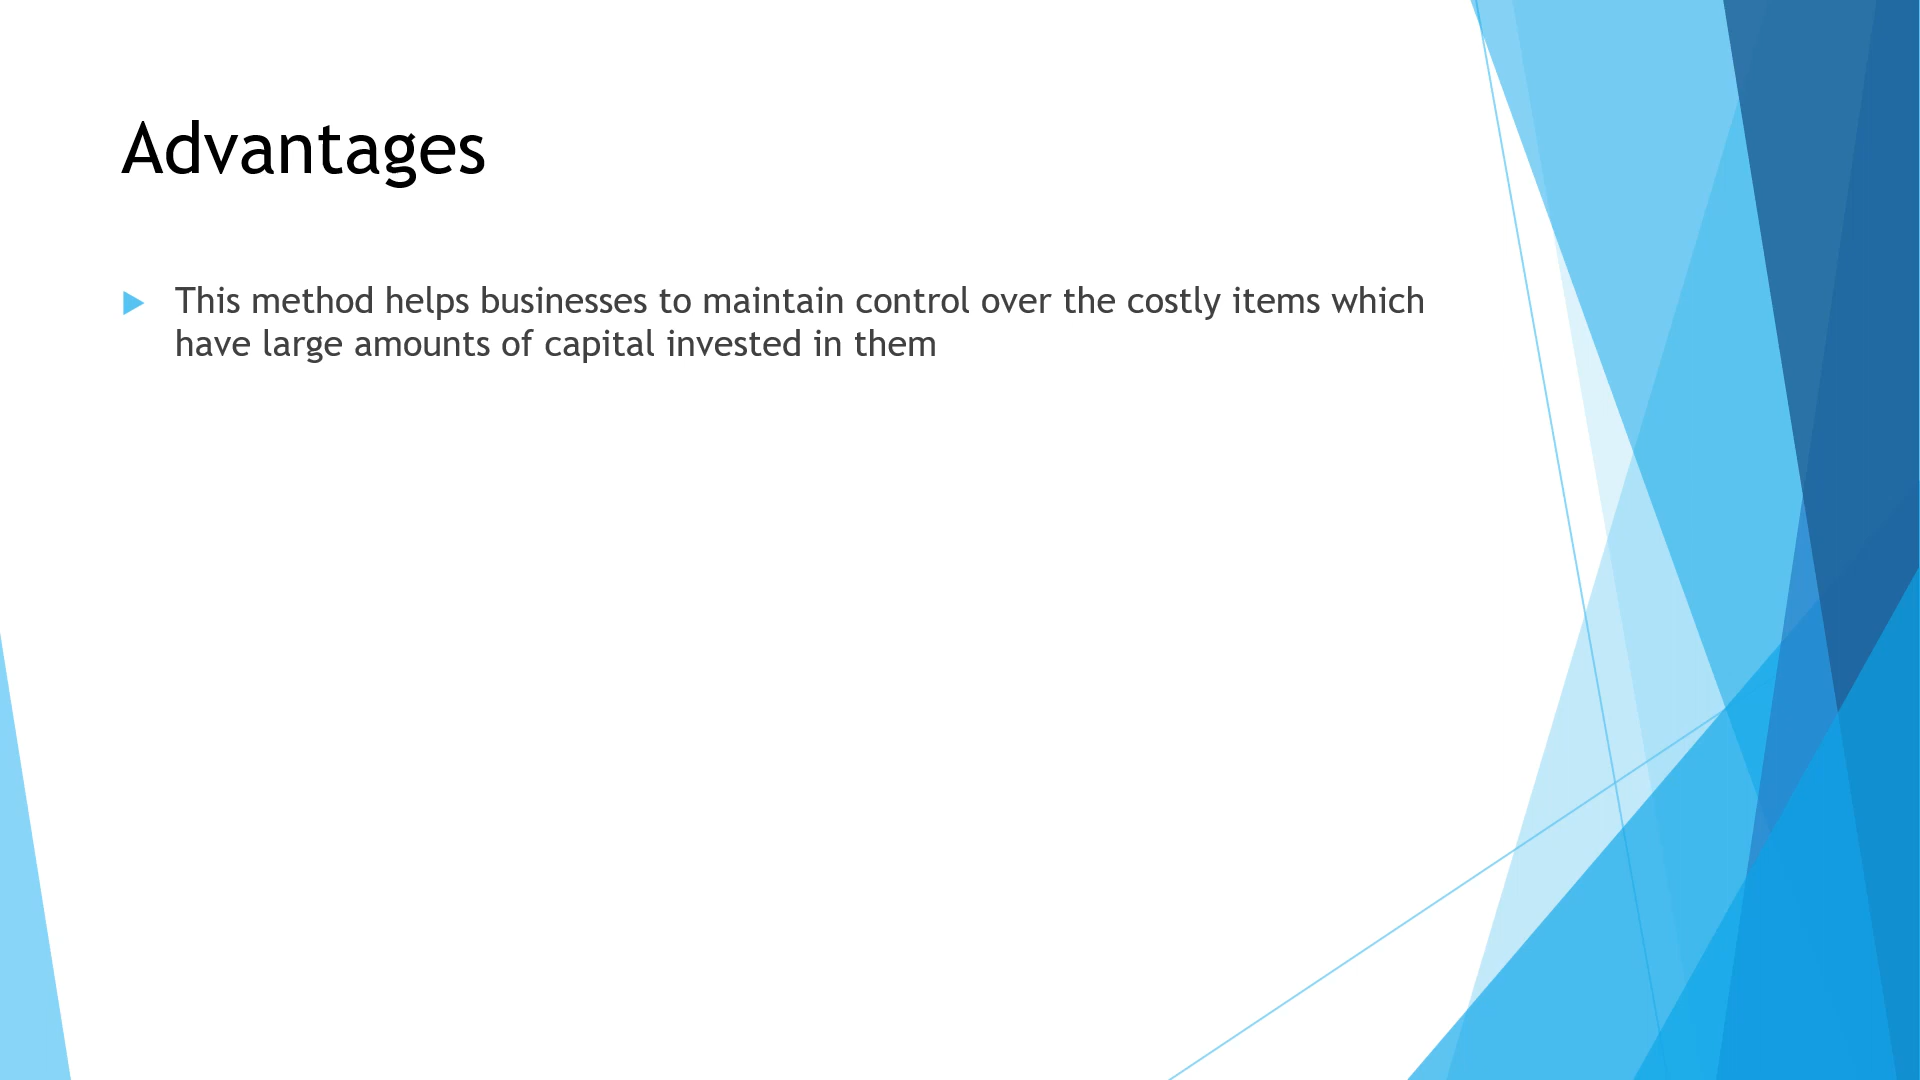 Advantages
This method helps businesses to maintain control over the costly items which
have large amounts of capital invested in them